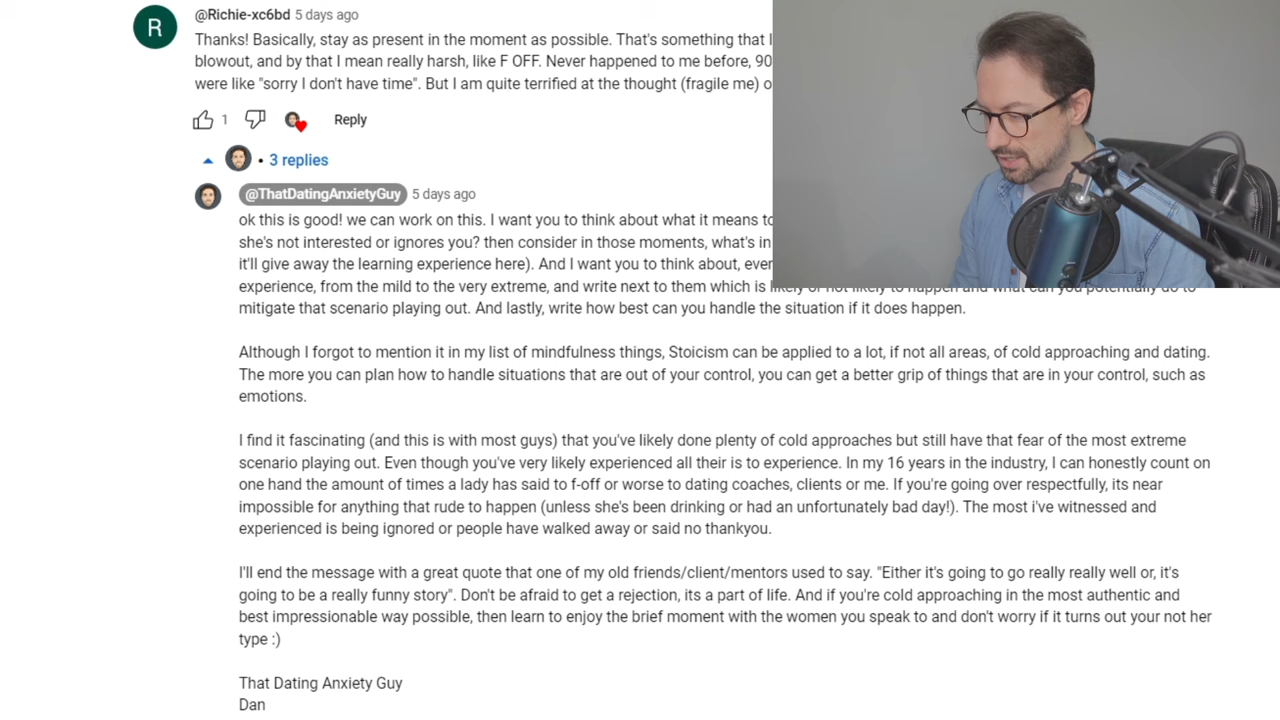 @Richie-xc6bd 5 days ago
R
Thanks! Basically, stay as present in the moment as possible. That's something that I
blowout, and by that I mean really harsh, like F OFF. Never happened to me before, 90
were like "sorry I don't have time". But I am quite terrified at the thought (fragile me) o
1 Reply
• 3 replies
@ThatDatingAnxietyGuy 5 days ago
ok this is good! we can work on this. I want you to think about what it means to
she's not interested or ignores you? then consider in those moments, what's in
it'll give away the learning experience here). And I want you to think about, ever
experience, from the mild to the very extreme, and write next to them which is likely or not likely to happen and what can you potentially do to
mitigate that scenario playing out. And lastly, write how best can you handle the situation if it does happen.
Although I forgot to mention it in my list of mindfulness things, Stoicism can be applied to a lot, if not all areas, of cold approaching and dating.
The more you can plan how to handle situations that are out of your control, you can get a better grip of things that are in your control, such as
emotions.
I find it fascinating (and this is with most guys) that you've likely done plenty of cold approaches but still have that fear of the most extreme
scenario playing out. Even though you've very likely experienced all their is to experience. In my 16 years in the industry, I can honestly count on
one hand the amount of times a lady has said to f-off or worse to dating coaches, clients or me. If you're going over respectfully, its near
impossible for anything that rude to happen (unless she's been drinking or had an unfortunately bad day!). The most i've witnessed and
experienced is being ignored or people have walked away or said no thankyou.
I'll end the message with a great quote that one of my old friends/client/mentors used to say. "Either it's going to go really really well or, it's
going to be a really funny story". Don't be afraid to get a rejection, its a part of life. And if you're cold approaching in the most authentic and
best impressionable way possible, then learn to enjoy the brief moment with the women you speak to and don't worry if it turns out your not her
type :)
That Dating Anxiety Guy
Dan